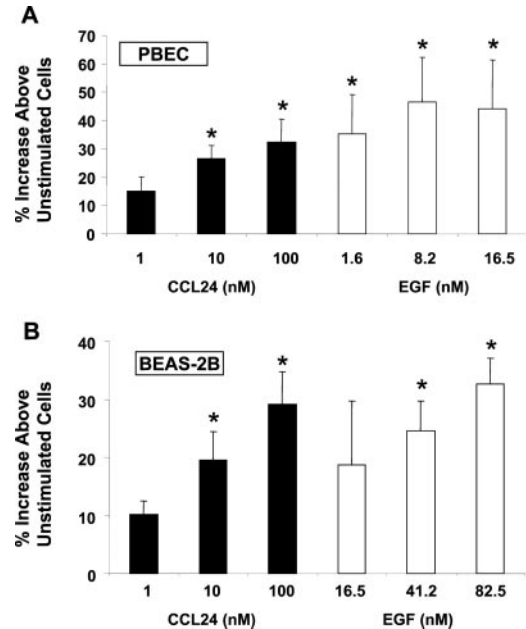 A
PBEC
% Increase Above
Unstimulated Cells
70
60
50
40
30
20
10
0
* * * * *
1 10 100 1.6 8.2 16.5
CCL24 (nM) EGF (nM)
B
BEAS-2B
% Increase Above
Unstimulated Cells
40
30
20
10
0
* * * *
1 10 100 16.5 41.2 82.5
CCL24 (nM) EGF (nM)